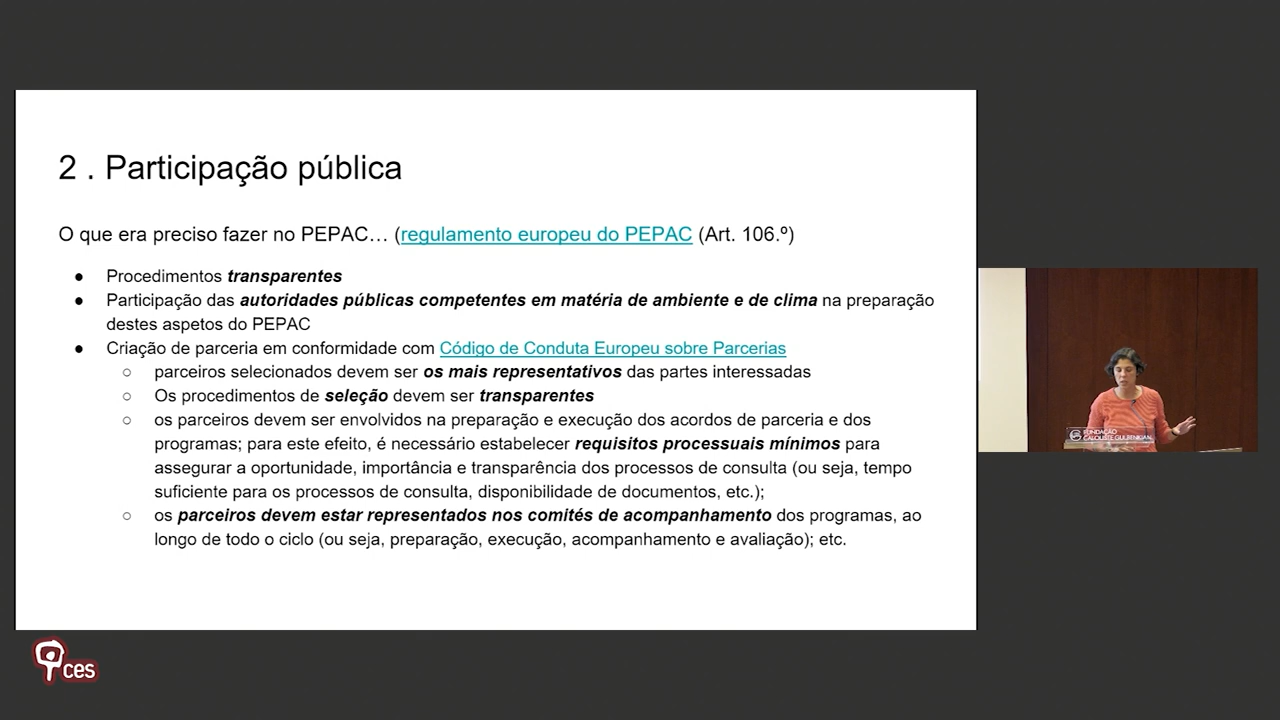 2 . Participação pública
O que era preciso fazer no PEPAC… (regulamento europeu do PEPAC (Art. 106.º)
● Procedimentos transparentes
● Participação das autoridades públicas competentes em matéria de ambiente e de clima na preparação
destes aspetos do PEPAC
● Criação de parceria em conformidade com Código de Conduta Europeu sobre Parcerias
○ parceiros selecionados devem ser os mais representativos das partes interessadas
○ Os procedimentos de seleção devem ser transparentes
○ os parceiros devem ser envolvidos na preparação e execução dos acordos de parceria e dos
programas; para este efeito, é necessário estabelecer requisitos processuais mínimos para
assegurar a oportunidade, importância e transparência dos processos de consulta (ou seja, tempo
suficiente para os processos de consulta, disponibilidade de documentos, etc.);
○ os parceiros devem estar representados nos comités de acompanhamento dos programas, ao
longo de todo o ciclo (ou seja, preparação, execução, acompanhamento e avaliação); etc.
FUNDAÇÃO
CALOUSTE GULBENKIAN
ces